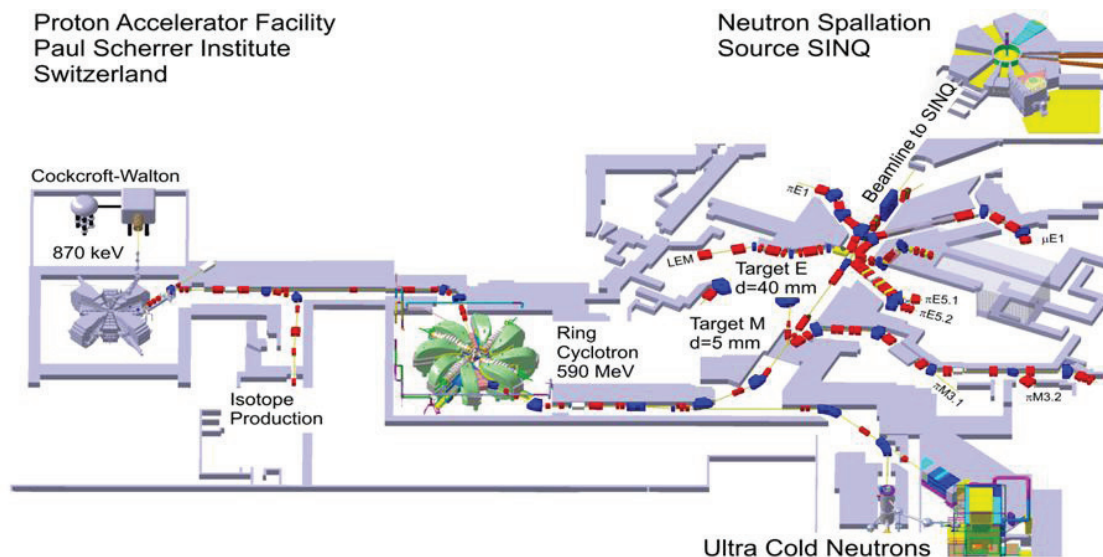 Proton Accelerator Facility
Paul Scherrer Institute
Switzerland
Neutron Spallation
Source SINQ
Cockcroft-Walton
870 keV
Beamline to SINQ
πE1
μE1
LEM
Target E
d=40 mm
πE5.1
πE5.2
Target M
d=5 mm
Ring
Cyclotron
590 MeV
Isotope
Production
πM3.1
πM3.2
Ultra Cold Neutrons